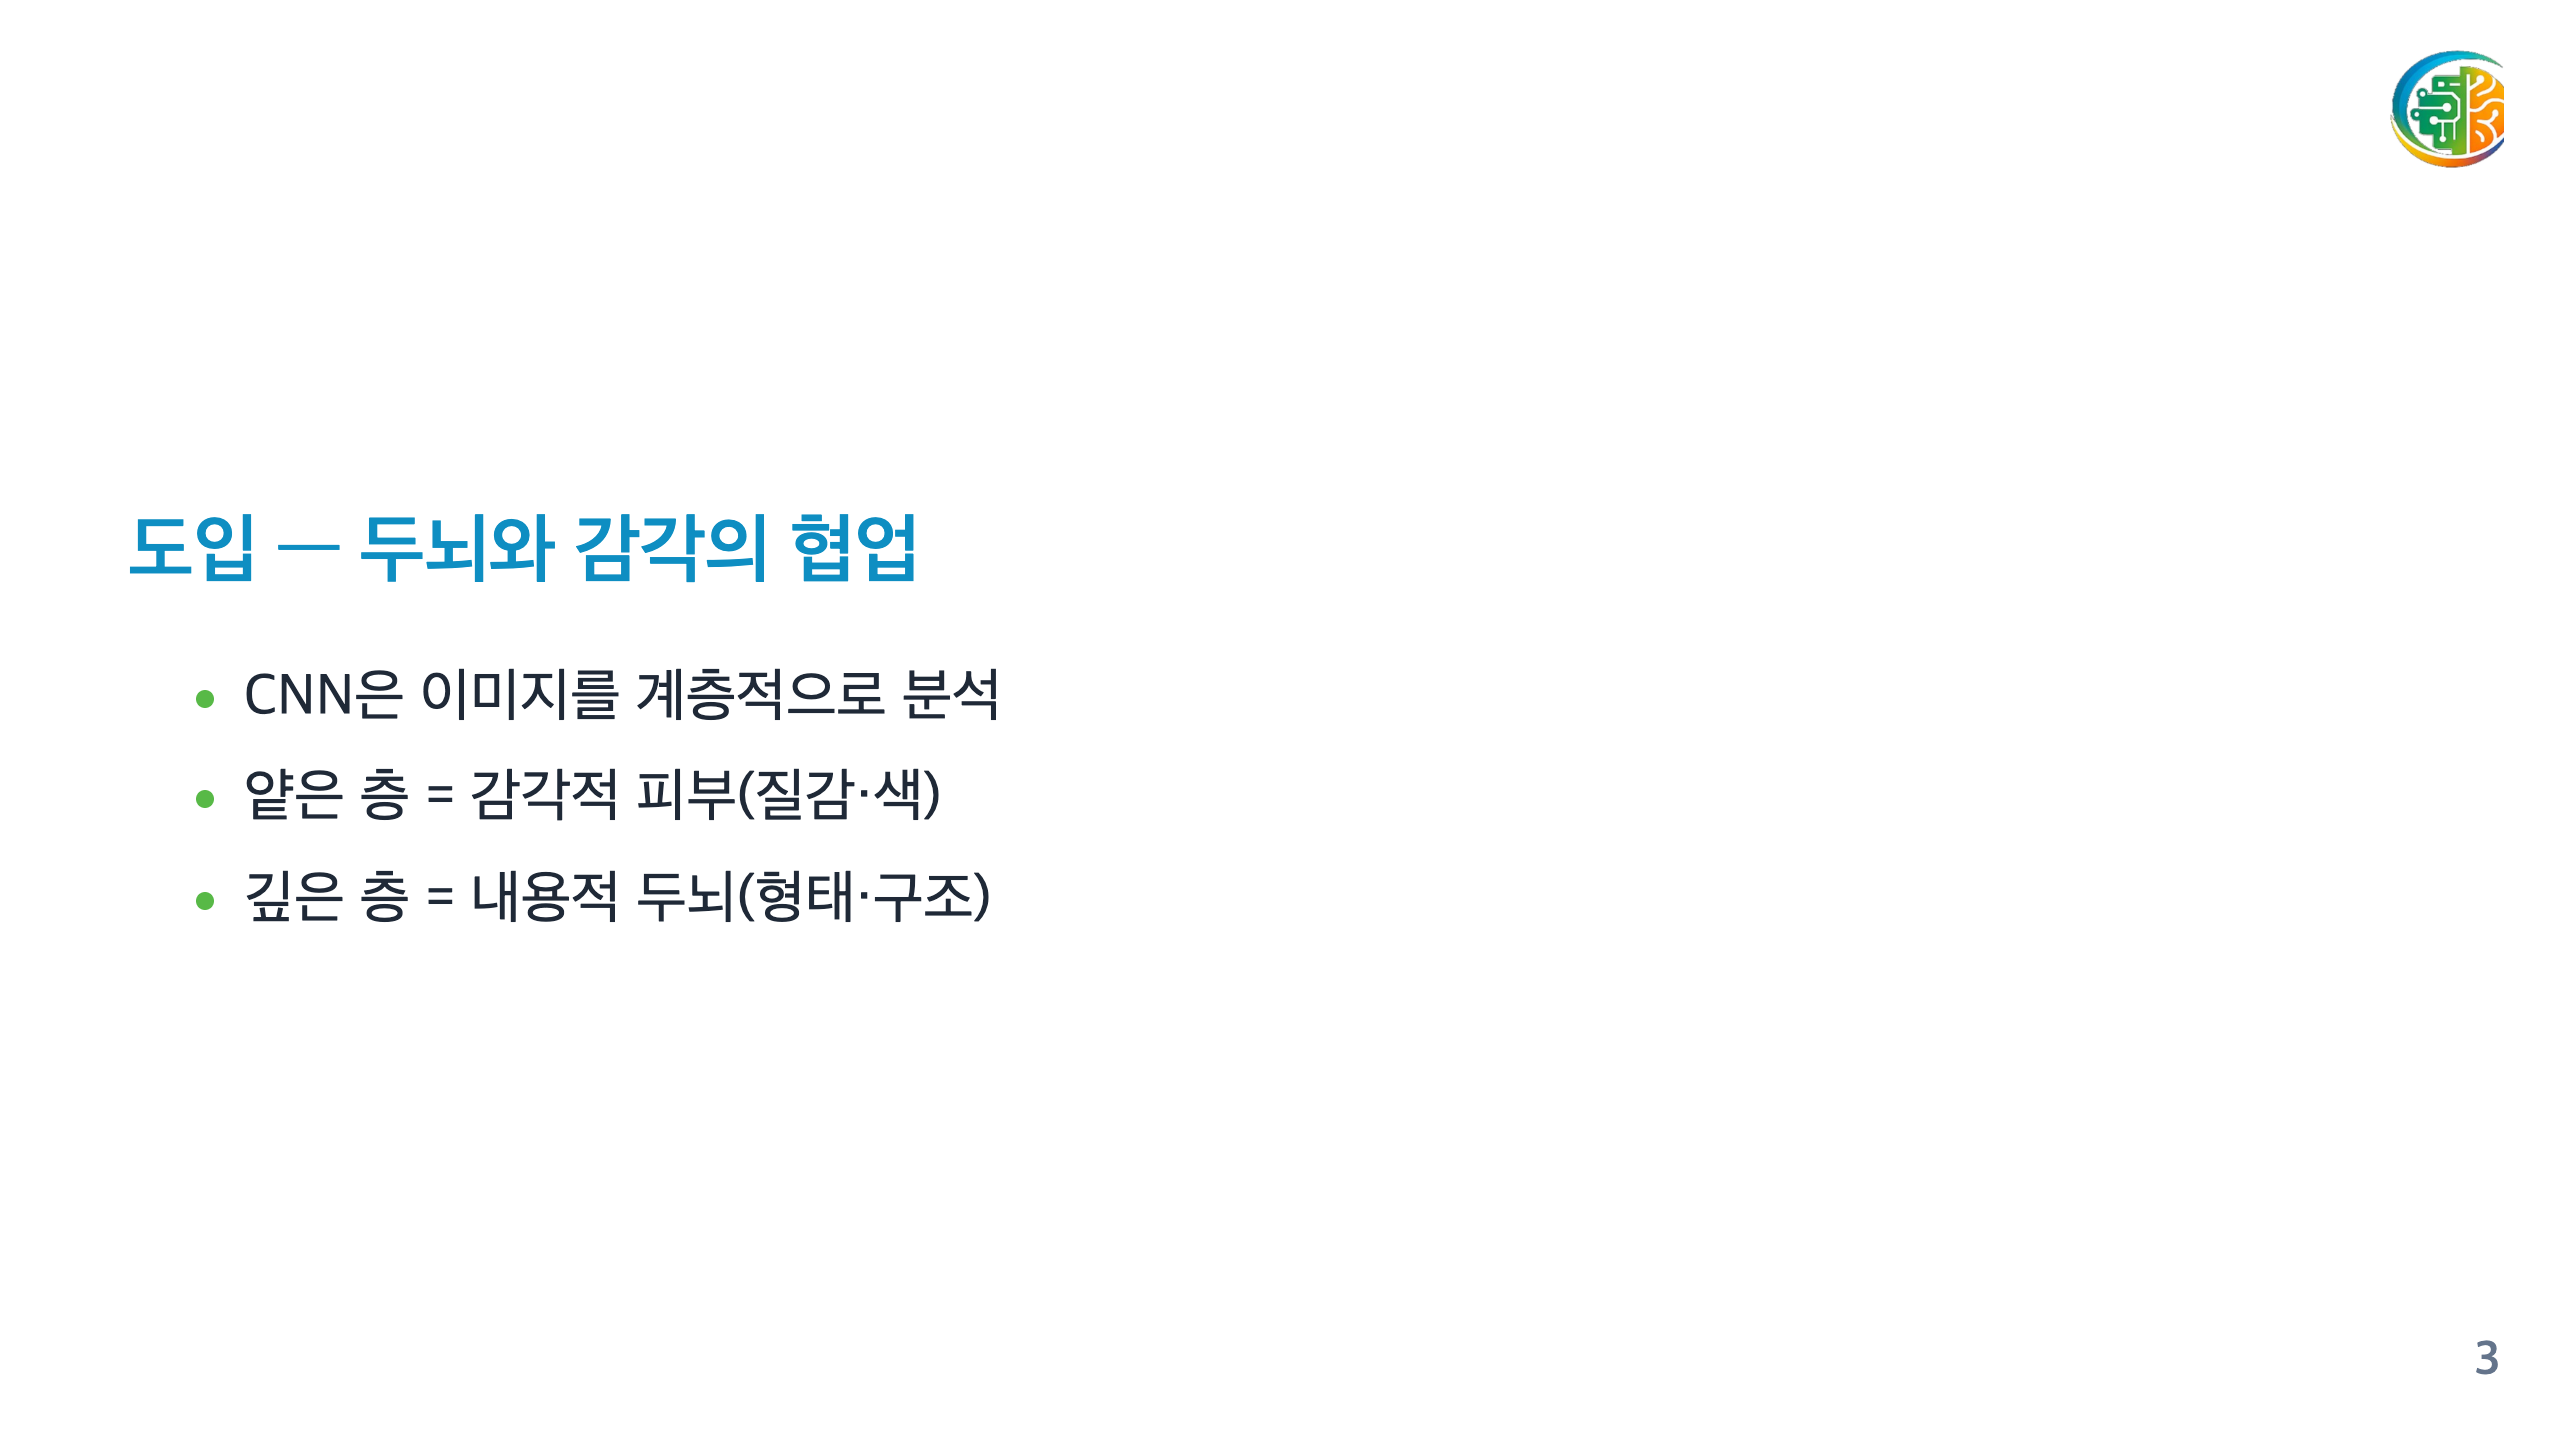 도입 — 두뇌와 감각의 협업
• CNN은 이미지를 계층적으로 분석
• 얕은 층 = 감각적 피부(질감·색)
• 깊은 층 = 내용적 두뇌(형태·구조)
3